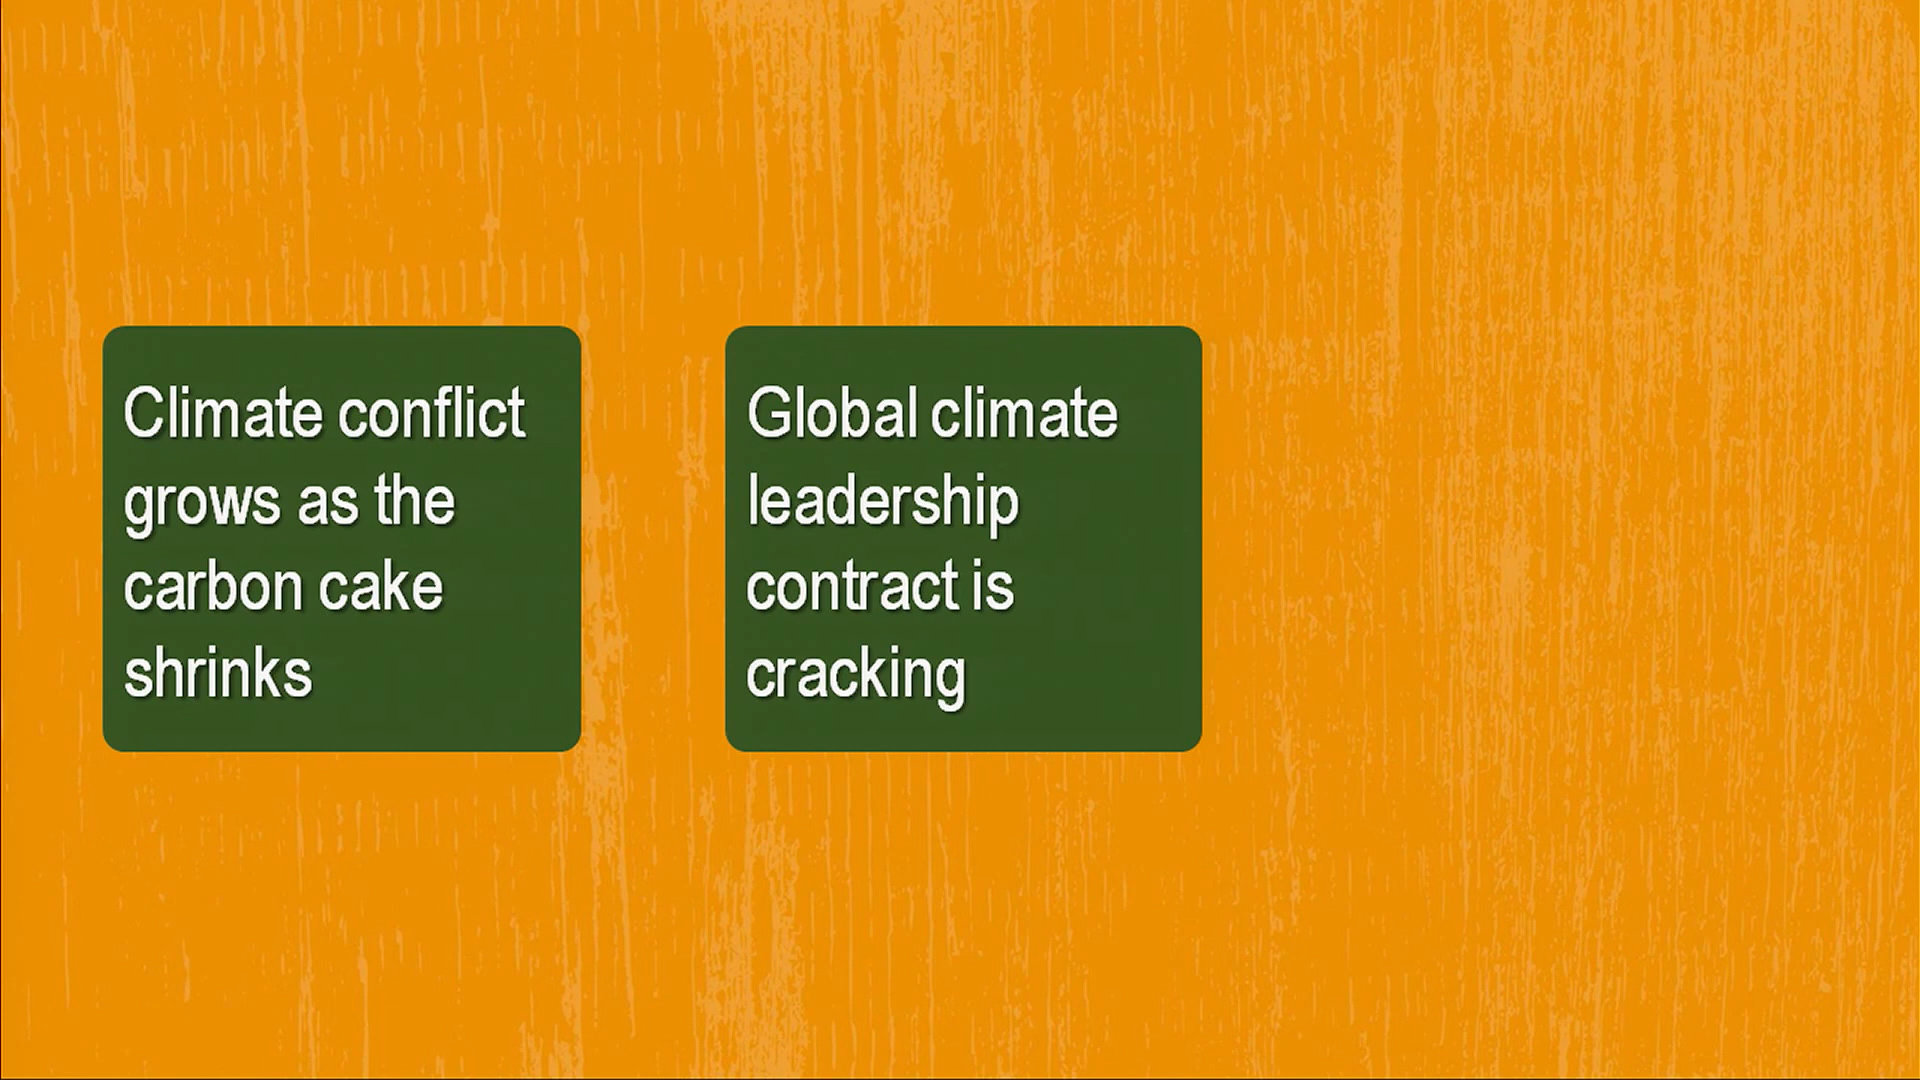 Climate conflict
grows as the
carbon cake
shrinks
Global climate
leadership
contract is
cracking